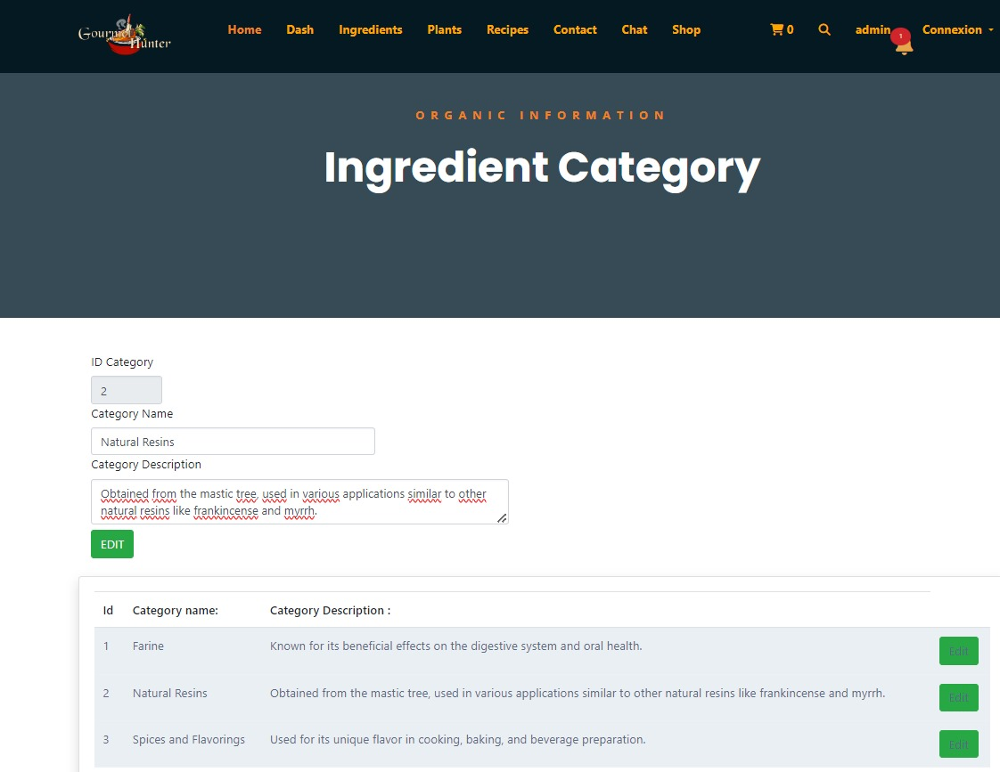 Gourmet Hunter
Home Dash Ingredients Plants Recipes Contact Chat Shop 0 admin 1 Connexion
ORGANIC INFORMATION
Ingredient Category
ID Category
2
Category Name
Natural Resins
Category Description
Obtained from the mastic tree, used in various applications similar to other
natural resins like frankincense and myrrh.
EDIT
Id Category name: Category Description :
1 Farine Known for its beneficial effects on the digestive system and oral health. Edit
2 Natural Resins Obtained from the mastic tree, used in various applications similar to other natural resins like frankincense and myrrh. Edit
3 Spices and Flavorings Used for its unique flavor in cooking, baking, and beverage preparation. Edit